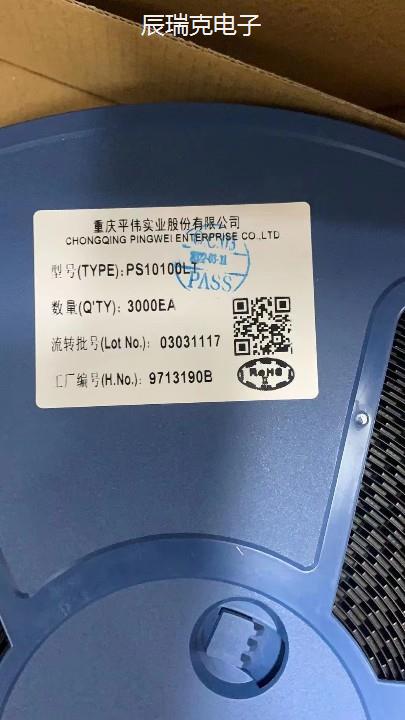 辰瑞克电子
重庆平伟实业股份有限公司
CHONGQING PINGWEI ENTERPRISE CO.,LTD
型号(TYPE): PS10100LT
数量(Q'TY): 3000EA
流转批号(Lot No.): 03031117
工厂编号(H.No.): 9713190B
PASS
RoHS